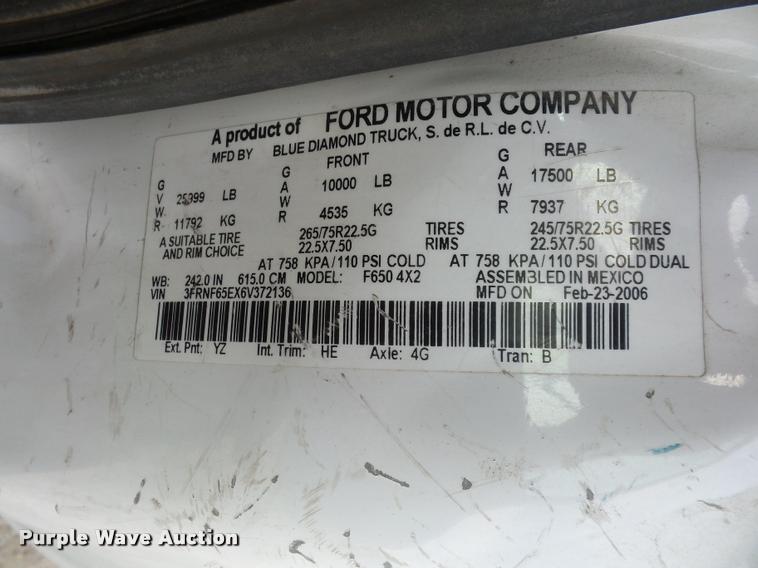 A product of FORD MOTOR COMPANY
MFD BY BLUE DIAMOND TRUCK, S. de R.L. de C.V.
GVWR 25999 LB 11792 KG
FRONT GAWR 10000 LB 4535 KG
REAR GAWR 17500 LB 7937 KG
A SUITABLE TIRE AND RIM CHOICE
265/75R22.5G TIRES 245/75R22.5G TIRES
22.5X7.50 RIMS 22.5X7.50 RIMS
AT 758 KPA/110 PSI COLD AT 758 KPA/110 PSI COLD DUAL
WB: 242.0 IN 615.0 CM MODEL: F650 4X2 ASSEMBLED IN MEXICO
VIN 3FRNF65EX6V372136 MFD ON Feb-23-2006
Ext. Pnt: YZ Int. Trim: HE Axle: 4G Tran: B
Purple Wave Auction